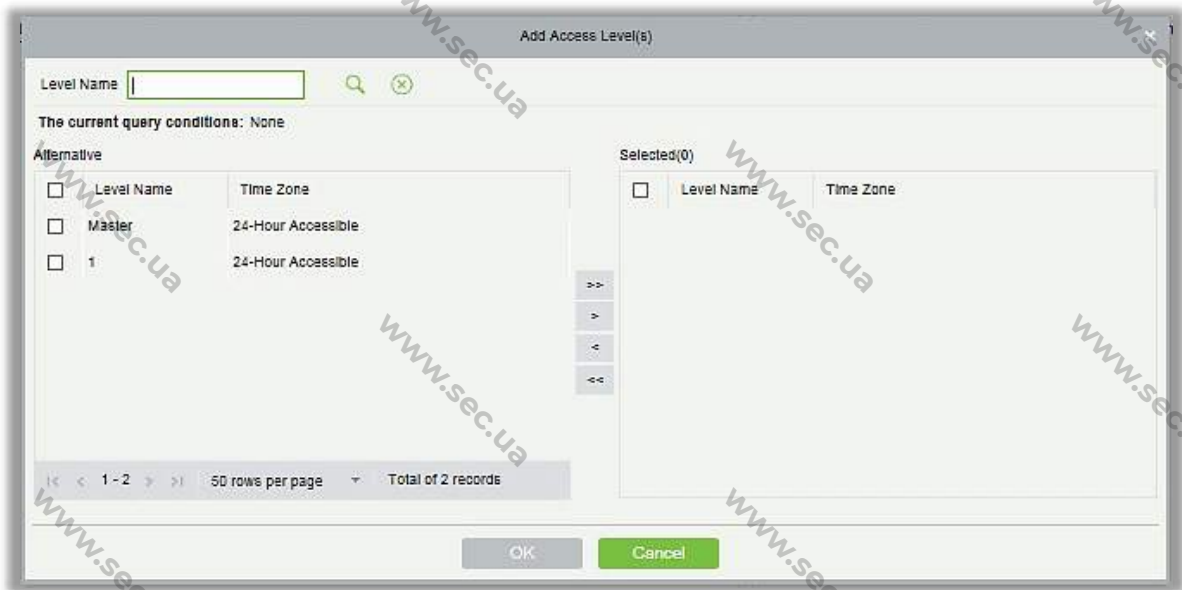 Add Access Level(s)
Level Name
The current query conditions: None
Alternative
Selected(0)
Level Name Time Zone
Level Name Time Zone
Master 24-Hour Accessible
1 24-Hour Accessible
>>
>
<
<<
1 - 2 50 rows per page Total of 2 records
OK Cancel
www.sec.ua
www.sec.ua
www.sec.ua
www.sec.ua
www.sec.ua
www.sec.ua
www.sec.ua